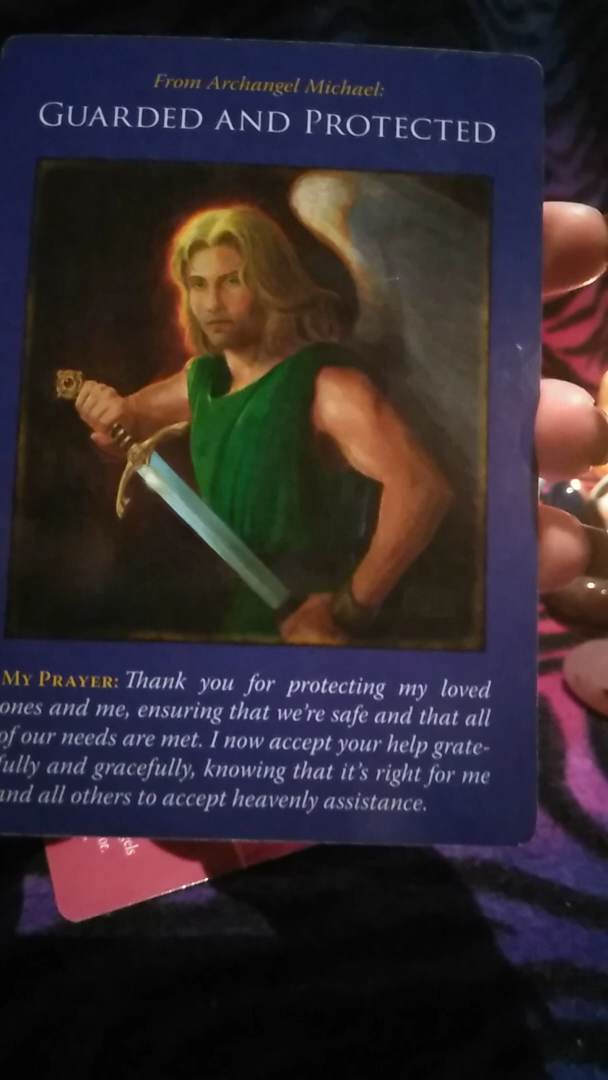 From Archangel Michael:
GUARDED AND PROTECTED
MY PRAYER: Thank you for protecting my loved
ones and me, ensuring that we're safe and that all
of our needs are met. I now accept your help grate-
fully and gracefully, knowing that it's right for me
and all others to accept heavenly assistance.